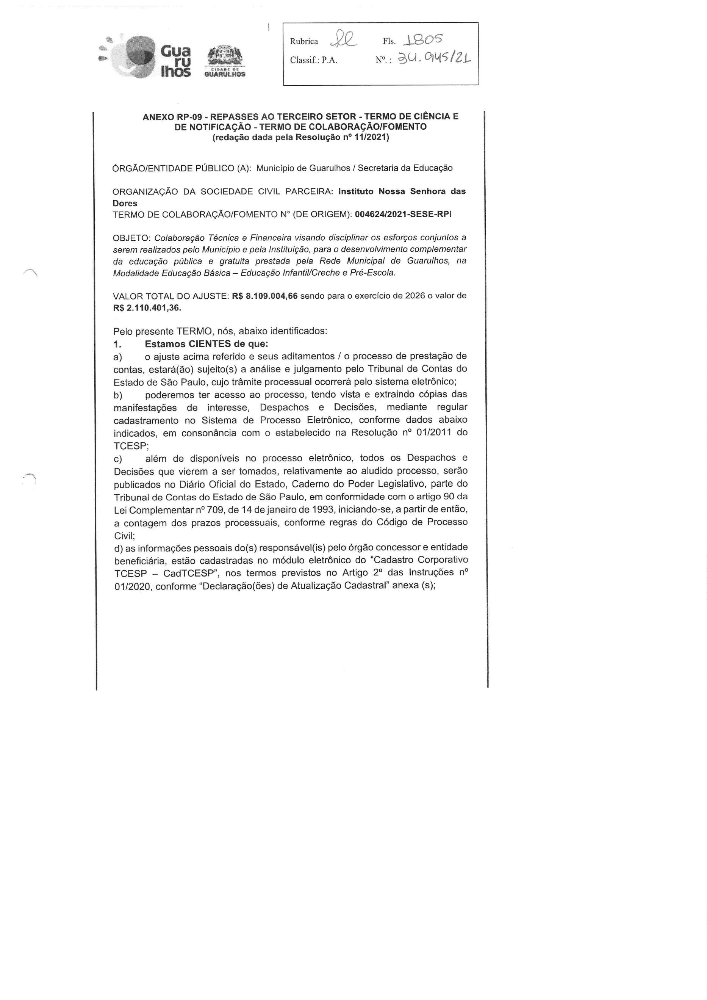 Gua
ru
lhos
CIDADE DE
GUARULHOS
Rubrica
Fls. 1805
Classif.: P.A.
Nº. : 34.945/21
ANEXO RP-09 - REPASSES AO TERCEIRO SETOR - TERMO DE CIÊNCIA E
DE NOTIFICAÇÃO - TERMO DE COLABORAÇÃO/FOMENTO
(redação dada pela Resolução nº 11/2021)
ÓRGÃO/ENTIDADE PÚBLICO (A): Município de Guarulhos / Secretaria da Educação
ORGANIZAÇÃO DA SOCIEDADE CIVIL PARCEIRA: Instituto Nossa Senhora das
Dores
TERMO DE COLABORAÇÃO/FOMENTO N° (DE ORIGEM): 004624/2021-SESE-RPI
OBJETO: Colaboração Técnica e Financeira visando disciplinar os esforços conjuntos a
serem realizados pelo Município e pela Instituição, para o desenvolvimento complementar
da educação pública e gratuita prestada pela Rede Municipal de Guarulhos, na
Modalidade Educação Básica – Educação Infantil/Creche e Pré-Escola.
VALOR TOTAL DO AJUSTE: R$ 8.109.004,66 sendo para o exercício de 2026 o valor de
R$ 2.110.401,36.
Pelo presente TERMO, nós, abaixo identificados:
1. Estamos CIENTES de que:
a) o ajuste acima referido e seus aditamentos / o processo de prestação de
contas, estará(ão) sujeito(s) a análise e julgamento pelo Tribunal de Contas do
Estado de São Paulo, cujo trâmite processual ocorrerá pelo sistema eletrônico;
b) poderemos ter acesso ao processo, tendo vista e extraindo cópias das
manifestações de interesse, Despachos e Decisões, mediante regular
cadastramento no Sistema de Processo Eletrônico, conforme dados abaixo
indicados, em consonância com o estabelecido na Resolução nº 01/2011 do
TCESP;
c) além de disponíveis no processo eletrônico, todos os Despachos e
Decisões que vierem a ser tomados, relativamente ao aludido processo, serão
publicados no Diário Oficial do Estado, Caderno do Poder Legislativo, parte do
Tribunal de Contas do Estado de São Paulo, em conformidade com o artigo 90 da
Lei Complementar nº 709, de 14 de janeiro de 1993, iniciando-se, a partir de então,
a contagem dos prazos processuais, conforme regras do Código de Processo
Civil;
d) as informações pessoais do(s) responsável(is) pelo órgão concessor e entidade
beneficiária, estão cadastradas no módulo eletrônico do “Cadastro Corporativo
TCESP – CadTCESP”, nos termos previstos no Artigo 2º das Instruções nº
01/2020, conforme “Declaração(ões) de Atualização Cadastral” anexa (s);